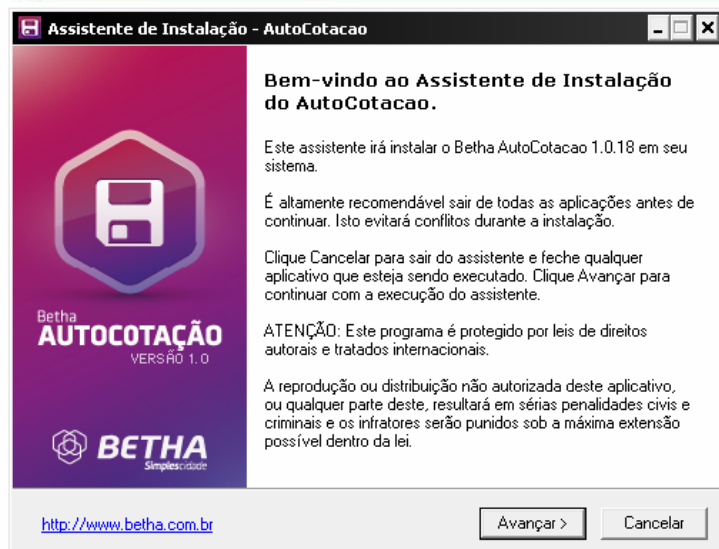 Assistente de Instalação - AutoCotacao
Bem-vindo ao Assistente de Instalação
do AutoCotacao.
Este assistente irá instalar o Betha AutoCotacao 1.0.18 em seu
sistema.
É altamente recomendável sair de todas as aplicações antes de
continuar. Isto evitará conflitos durante a instalação.
Clique Cancelar para sair do assistente e feche qualquer
aplicativo que esteja sendo executado. Clique Avançar para
continuar com a execução do assistente.
ATENÇÃO: Este programa é protegido por leis de direitos
autorais e tratados internacionais.
A reprodução ou distribuição não autorizada deste aplicativo,
ou qualquer parte deste, resultará em sérias penalidades civis e
criminais e os infratores serão punidos sob a máxima extensão
possível dentro da lei.
Betha
AUTOCOTAÇÃO
VERSÃO 1.0
BETHA
Simplescidade
http://www.betha.com.br
Avançar >
Cancelar